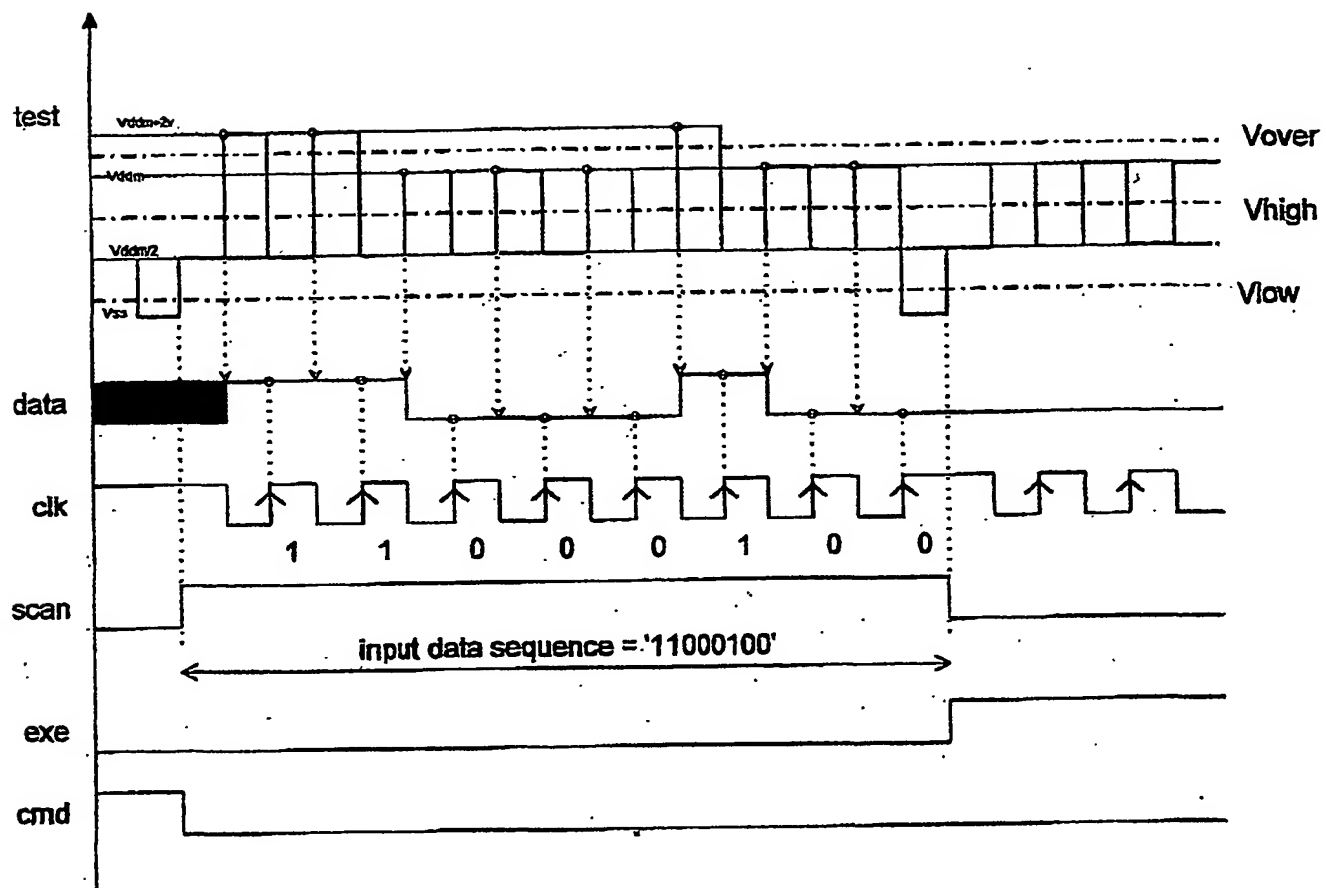 test
Vddm+2v
Vover
Vddm
Vhigh
Vddm/2
Vlow
Vss
data
clk
1 1 0 0 0 1 0 0
scan
input data sequence = '11000100'
exe
cmd